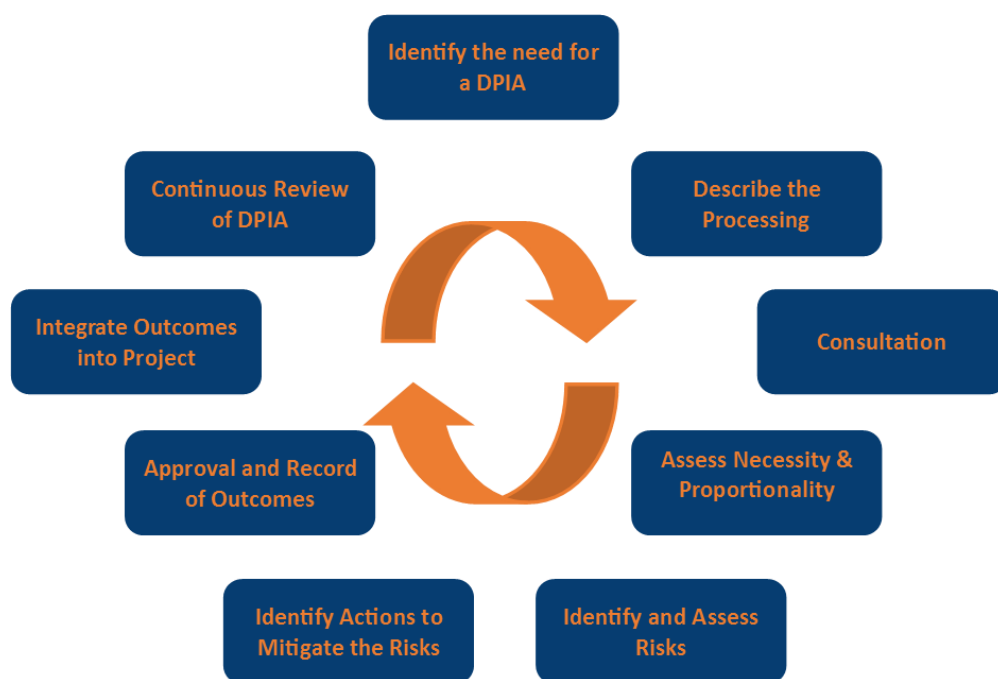 Identify the need for
a DPIA
Describe the
Processing
Consultation
Assess Necessity &
Proportionality
Identify and Assess
Risks
Identify Actions to
Mitigate the Risks
Approval and Record
of Outcomes
Integrate Outcomes
into Project
Continuous Review
of DPIA